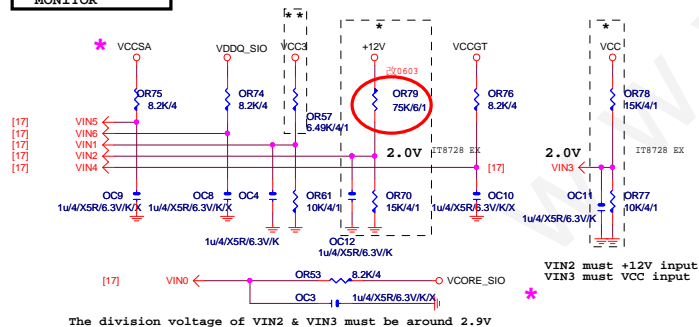 MONITOR
* *
* VCCSA
VDDQ_SIO
VCC3
*
+12V
VCCGT
*
VCC
改0603
OR75
8.2K/4
OR74
8.2K/4
OR57
6.49K/4/1
OR79
75K/6/1
OR76
8.2K/4
OR78
15K/4/1
[17] VIN5
[17] VIN6
[17] VIN1
[17] VIN2
[17] VIN4
2.0V
IT8728 EX
[17]
2.0V
IT8728 EX
VIN3
OC9
1u/4/X5R/6.3V/K/X
OC8
1u/4/X5R/6.3V/K/X
OC4
1u/4/X5R/6.3V/K
OR61
10K/4/1
OC12
1u/4/X5R/6.3V/K
OR70
15K/4/1
OC10
1u/4/X5R/6.3V/K/X
OC11
1u/4/X5R/6.3V/K
OR77
10K/4/1
VIN2 must +12V input
VIN3 must VCC input
[17] VIN0
OR53
8.2K/4
VCORE_SIO
OC3
1u/4/X5R/6.3V/K/X
*
The division voltage of VIN2 & VIN3 must be around 2.9V